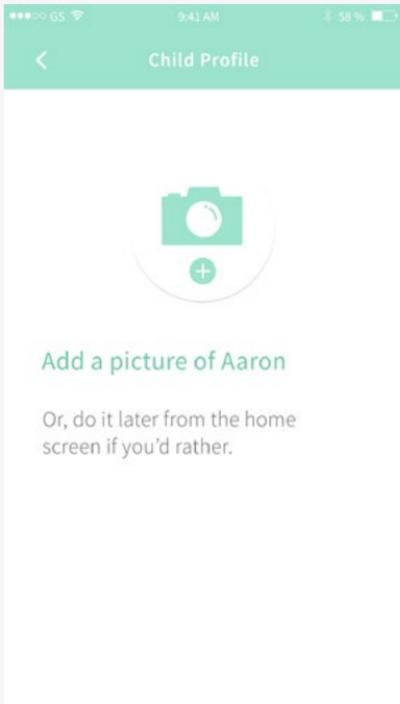 GS 9:41 AM 58 %
Child Profile
Add a picture of Aaron
Or, do it later from the home
screen if you'd rather.